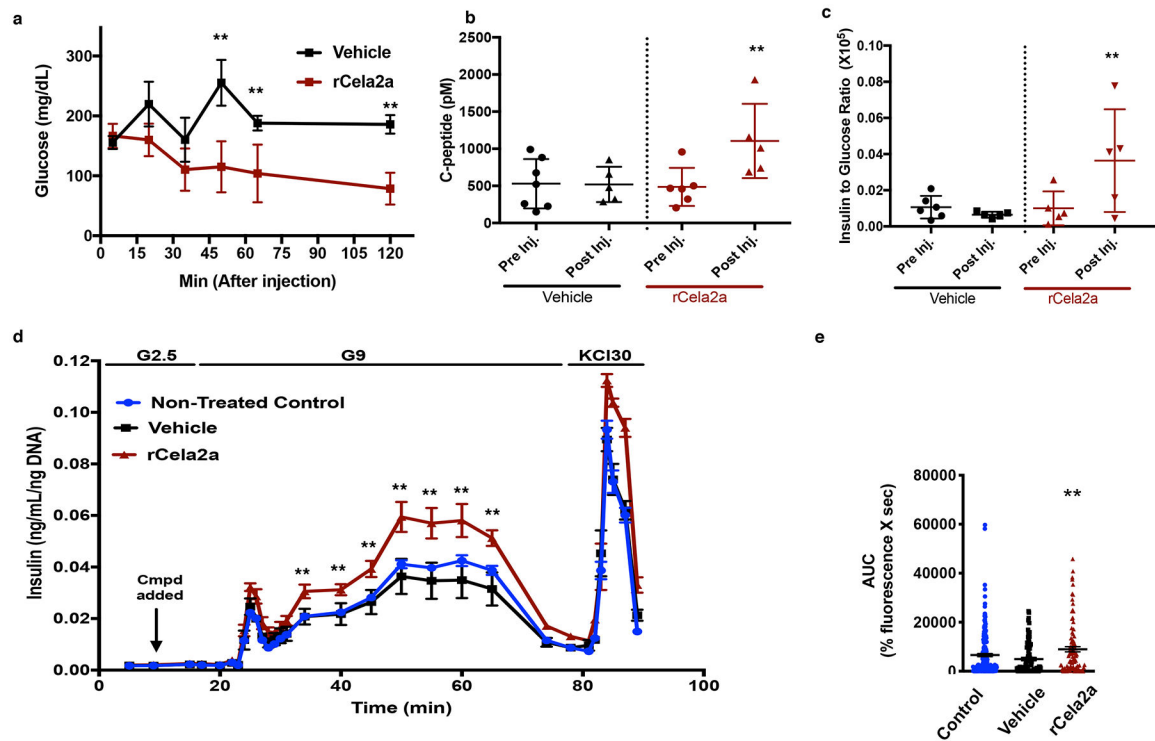 a
Glucose (mg/dL)
300
200
100
0
**
**
**
Vehicle
rCela2a
0 15 30 45 60 75 90 105 120
Min (After injection)
b
C-peptide (pM)
2500
2000
1500
1000
500
0
**
Pre Inj.
Post Inj.
Pre Inj.
Post Inj.
Vehicle
rCela2a
c
Insulin to Glucose Ratio (X10⁵)
0.10
0.08
0.06
0.04
0.02
0.00
**
Pre Inj.
Post Inj.
Pre Inj.
Post Inj.
Vehicle
rCela2a
d
G2.5 G9 KCl30
Insulin (ng/mL/ng DNA)
0.12
0.10
0.08
0.06
0.04
0.02
0.00
Non-Treated Control
Vehicle
rCela2a
Cmpd
added
** ** ** ** ** ** **
0 20 40 60 80 100
Time (min)
e
AUC
(% fluorescence X sec)
80000
60000
40000
20000
0
**
Control
Vehicle
rCela2a